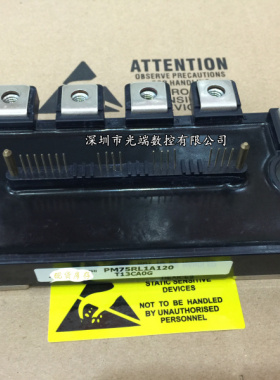 ATTENTION
OBSERVE PRECAUTIONS
深圳市光端数控有限公司
PM75RL1A120
T13CA0G
STATIC SENSITIVE
DEVICES
NOT TO BE HANDLED
BY UNAUTHORISED
PERSONNEL